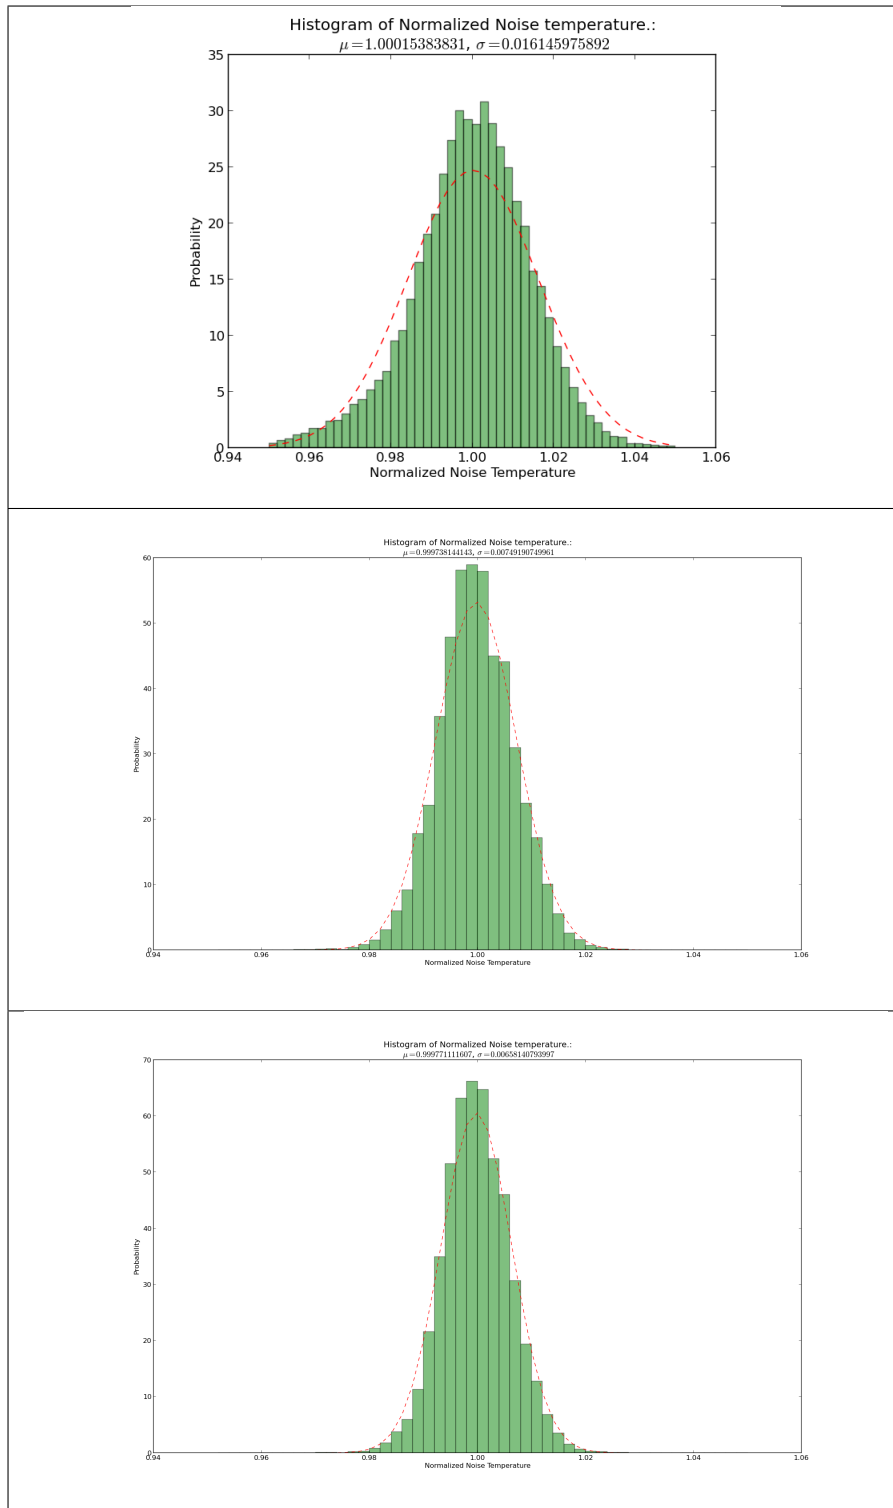 Histogram of Normalized Noise temperature.:
μ=1.00015383831, σ=0.016145975892
35
30
25
20
15
10
5
0
Probability
0.94 0.96 0.98 1.00 1.02 1.04 1.06
Normalized Noise Temperature
Histogram of Normalized Noise temperature.:
μ=0.999738144143, σ=0.00749190749961
60
50
40
30
20
10
0
Probability
0.94 0.96 0.98 1.00 1.02 1.04 1.06
Normalized Noise Temperature
Histogram of Normalized Noise temperature.:
μ=0.999771111607, σ=0.00658140793997
70
60
50
40
30
20
10
0
Probability
0.94 0.96 0.98 1.00 1.02 1.04 1.06
Normalized Noise Temperature